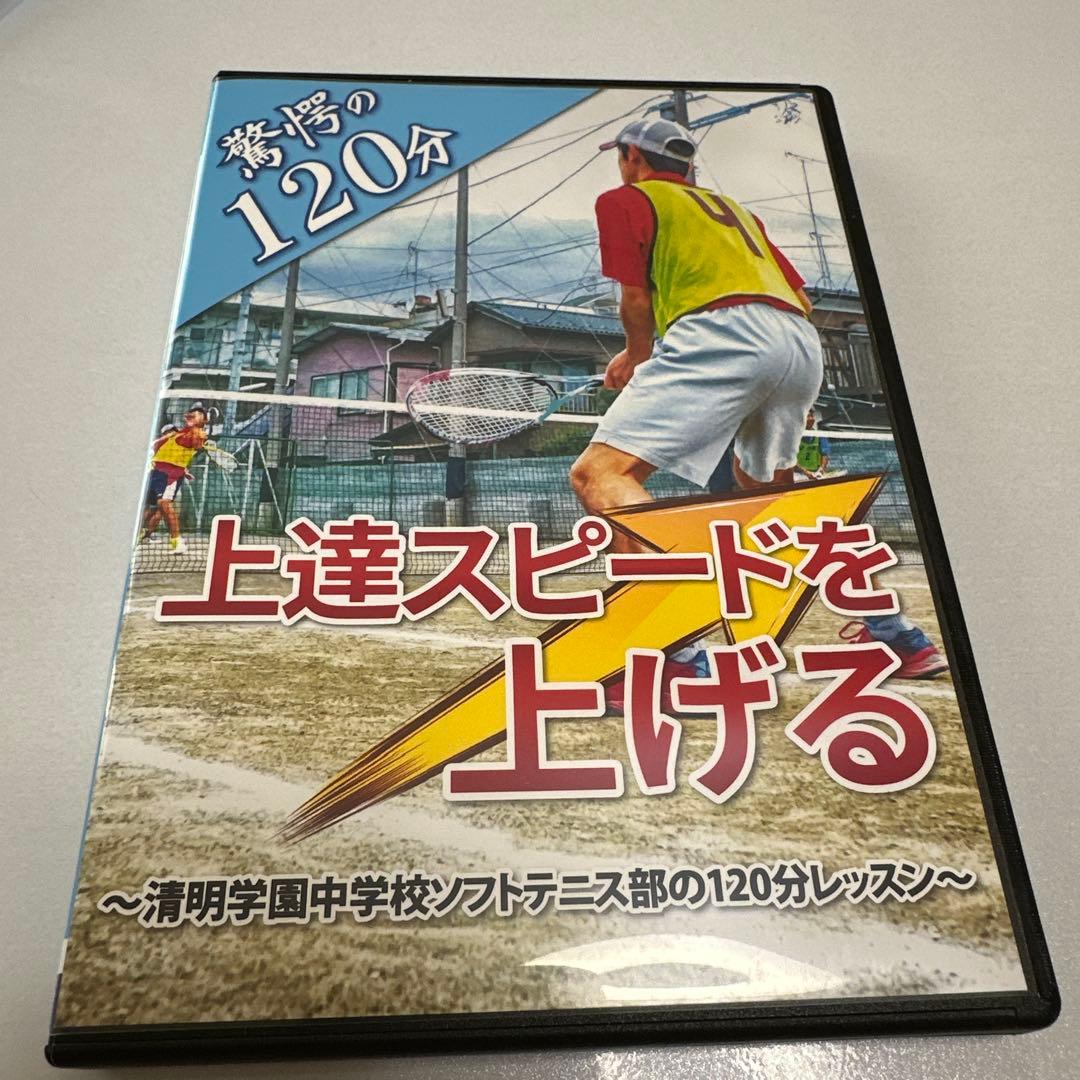 驚愕の
120分
4
2
上達スピードを
上げる
～清明学園中学校ソフトテニス部の120分レッスン～